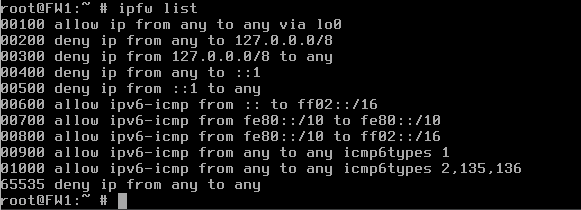 root@FW1:~ # ipfw list
00100 allow ip from any to any via lo0
00200 deny ip from any to 127.0.0.0/8
00300 deny ip from 127.0.0.0/8 to any
00400 deny ip from any to ::1
00500 deny ip from ::1 to any
00600 allow ipv6-icmp from :: to ff02::/16
00700 allow ipv6-icmp from fe80::/10 to fe80::/10
00800 allow ipv6-icmp from fe80::/10 to ff02::/16
00900 allow ipv6-icmp from any to any icmp6types 1
01000 allow ipv6-icmp from any to any icmp6types 2,135,136
65535 deny ip from any to any
root@FW1:~ #